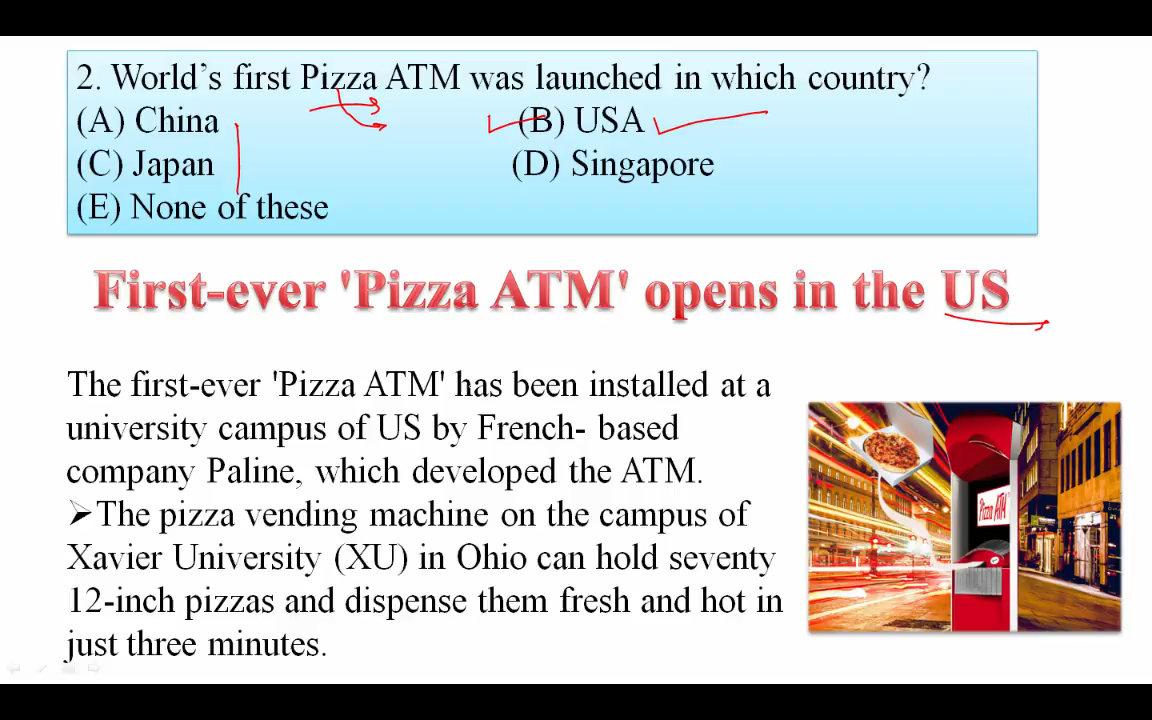 2. World’s first Pizza ATM was launched in which country?
(A) China (B) USA
(C) Japan (D) Singapore
(E) None of these
First-ever 'Pizza ATM' opens in the US
The first-ever 'Pizza ATM' has been installed at a
university campus of US by French- based
company Paline, which developed the ATM.
➢The pizza vending machine on the campus of
Xavier University (XU) in Ohio can hold seventy
12-inch pizzas and dispense them fresh and hot in
just three minutes.
Pizza ATM